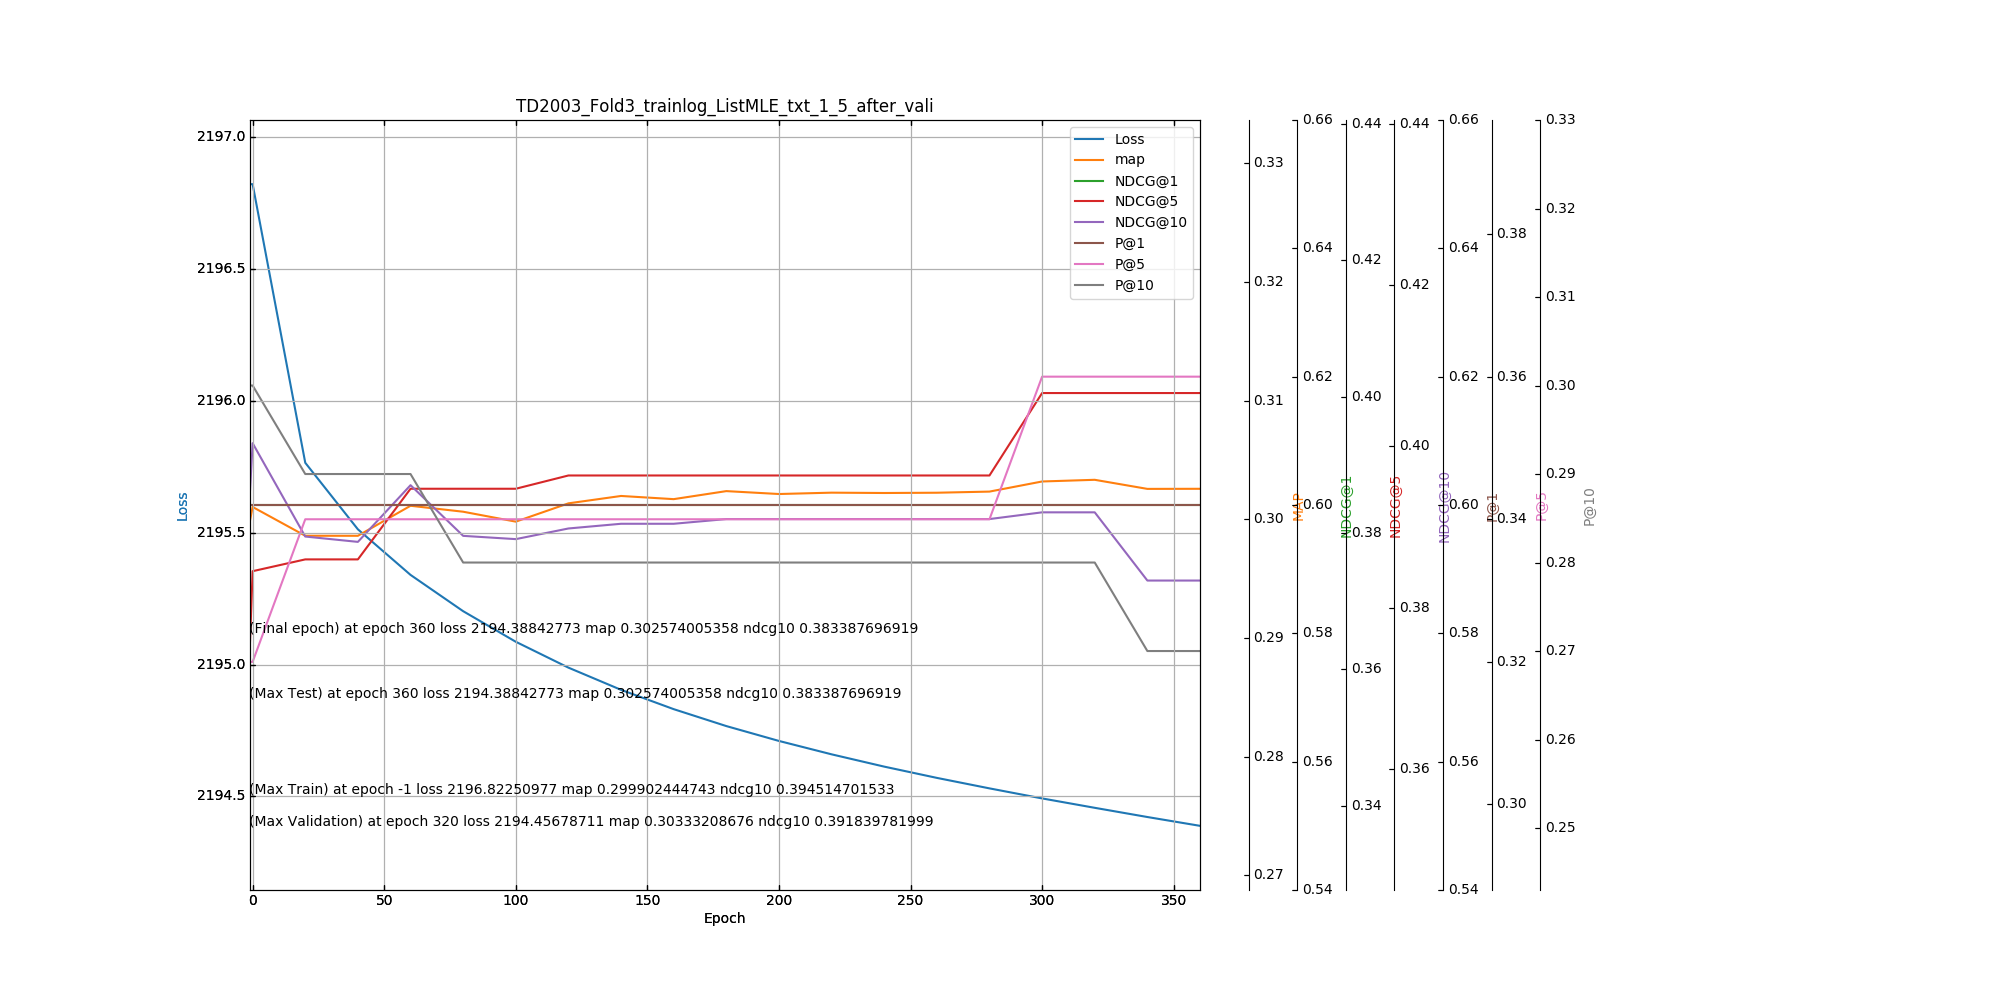 TD2003_Fold3_trainlog_ListMLE_txt_1_5_after_vali
Loss
2197.0
2196.5
2196.0
2195.5
2195.0
2194.5
Loss
map
NDCG@1
NDCG@5
NDCG@10
P@1
P@5
P@10
(Final epoch) at epoch 360 loss 2194.38842773 map 0.302574005358 ndcg10 0.383387696919
(Max Test) at epoch 360 loss 2194.38842773 map 0.302574005358 ndcg10 0.383387696919
(Max Train) at epoch -1 loss 2196.82250977 map 0.299902444743 ndcg10 0.394514701533
(Max Validation) at epoch 320 loss 2194.45678711 map 0.30333208676 ndcg10 0.391839781999
0 50 100 150 200 250 300 350
Epoch
0.33
0.32
0.31
0.30
0.29
0.28
0.27
MAP
0.66
0.64
0.62
0.60
0.58
0.56
0.54
NDCG@1
0.44
0.42
0.40
0.38
0.36
0.34
NDCG@5
0.44
0.42
0.40
0.38
0.36
NDCG@10
0.66
0.64
0.62
0.60
0.58
0.56
0.54
P@1
0.38
0.36
0.34
0.32
0.30
P@5
0.33
0.32
0.31
0.30
0.29
0.28
0.27
0.26
0.25
P@10